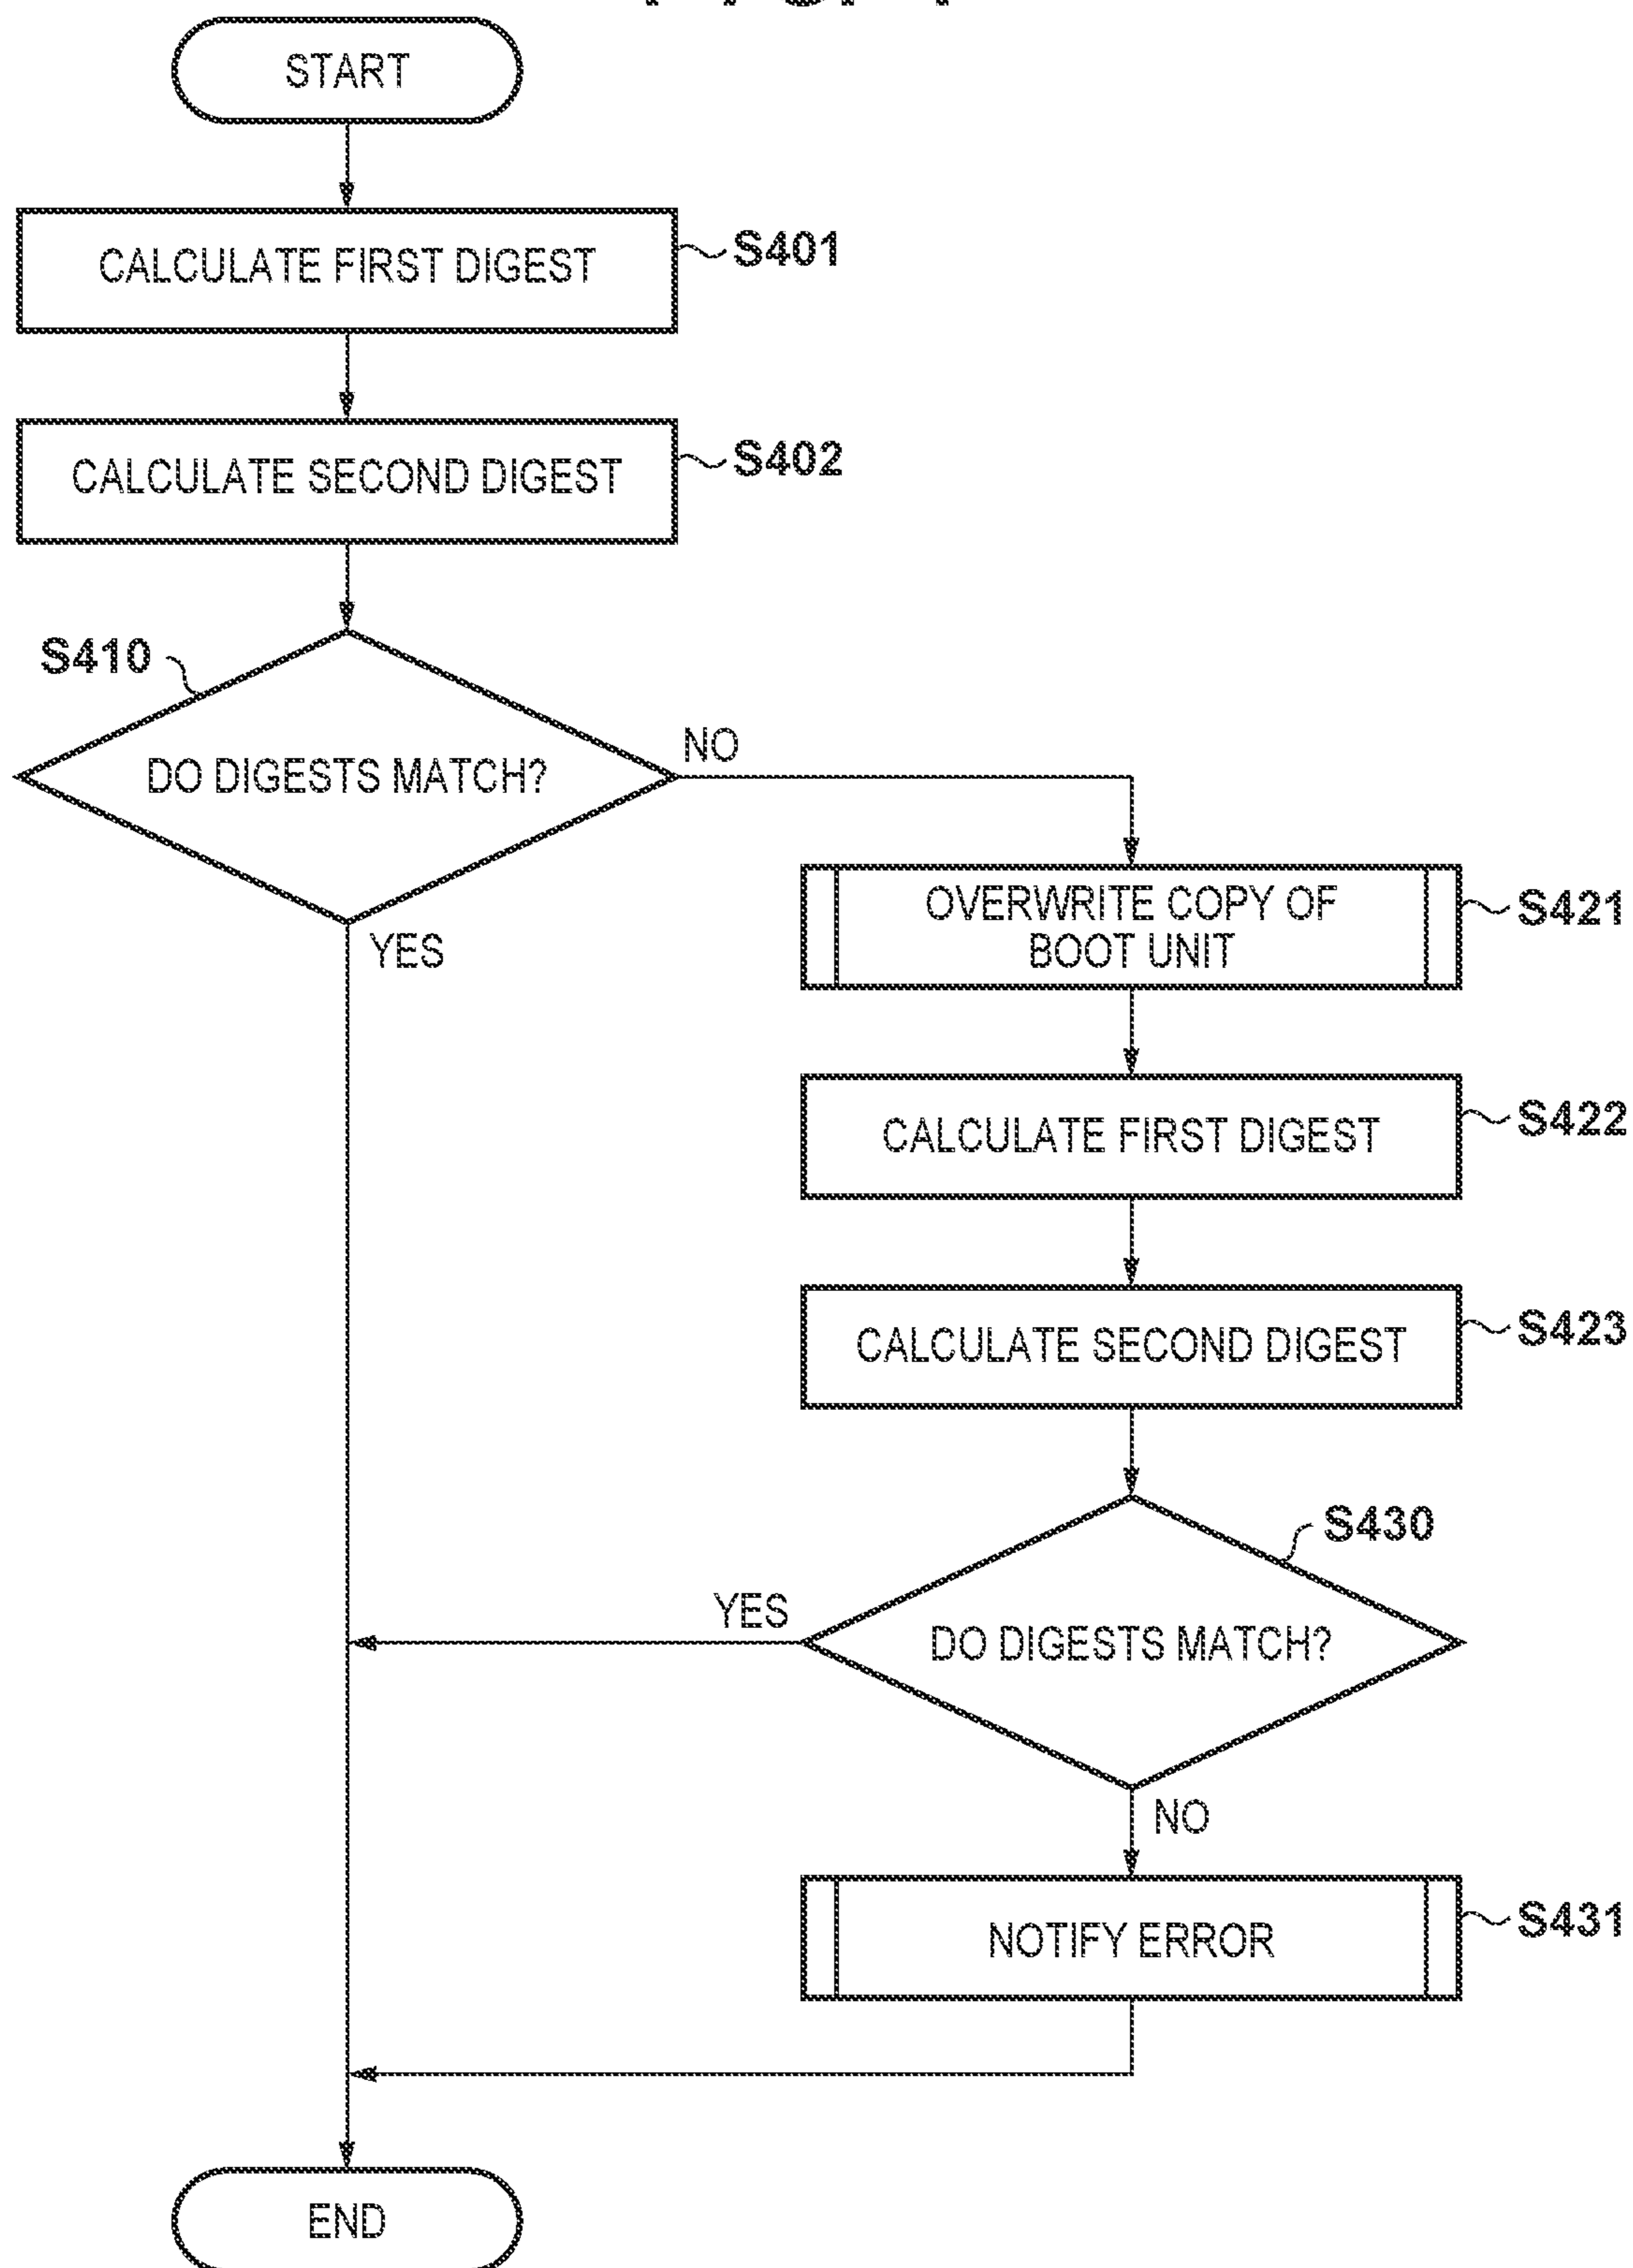 START
CALCULATE FIRST DIGEST
S401
CALCULATE SECOND DIGEST
S402
S410
DO DIGESTS MATCH?
NO
YES
OVERWRITE COPY OF
BOOT UNIT
S421
CALCULATE FIRST DIGEST
S422
CALCULATE SECOND DIGEST
S423
S430
YES
DO DIGESTS MATCH?
NO
NOTIFY ERROR
S431
END